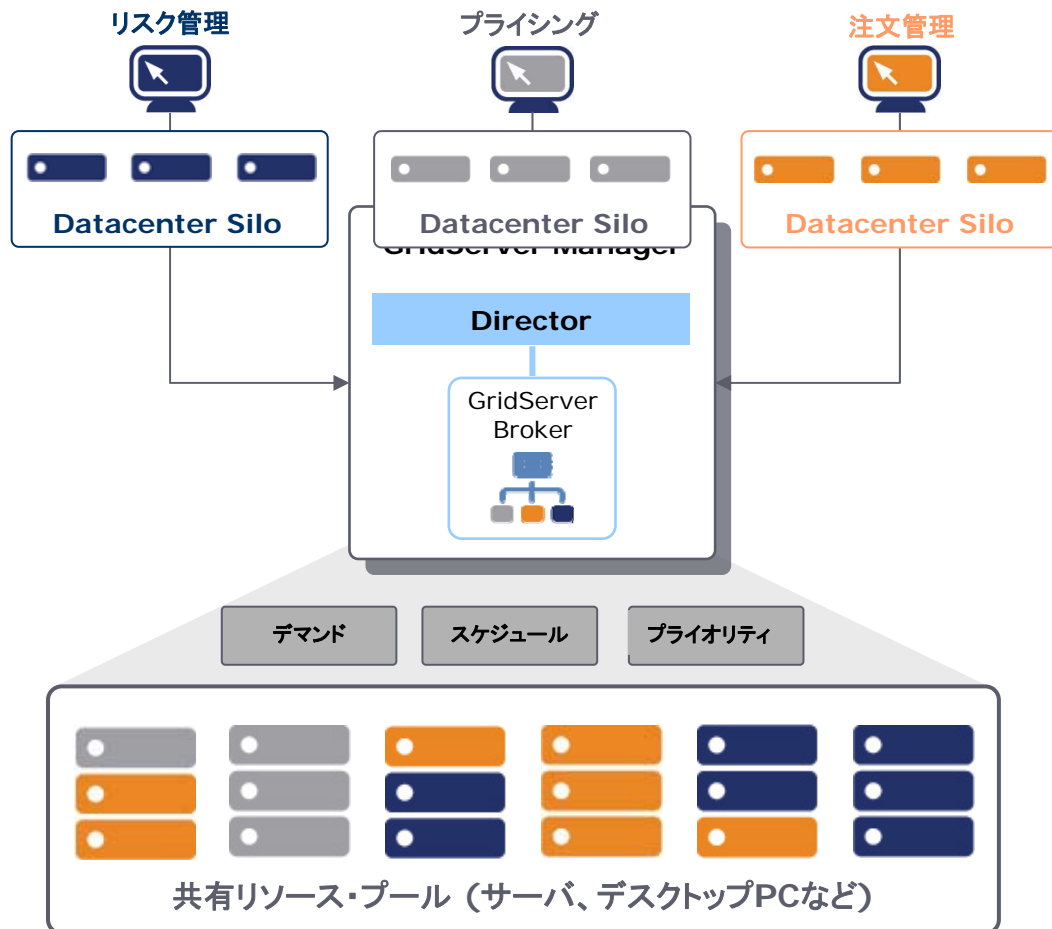 リスク管理
プライシング
注文管理
Datacenter Silo
Datacenter Silo
Datacenter Silo
GridServer Manager
Director
GridServer
Broker
デマンド
スケジュール
プライオリティ
共有リソース・プール (サーバ、デスクトップPCなど)